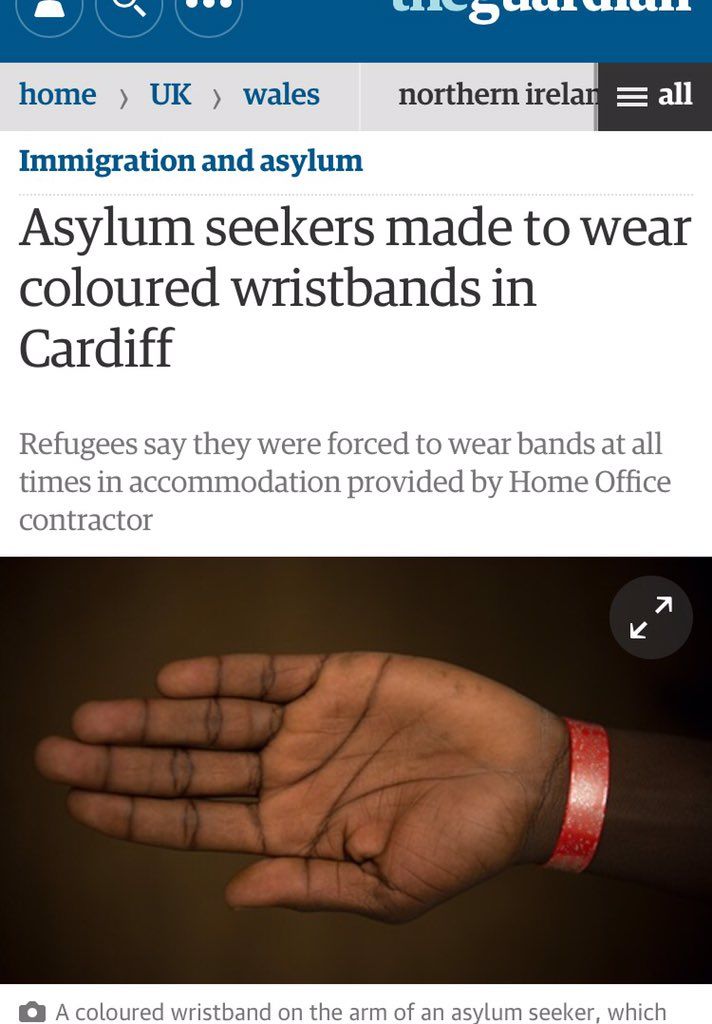 theguardian
home › UK › wales northern irelan all
Immigration and asylum
Asylum seekers made to wear
coloured wristbands in
Cardiff
Refugees say they were forced to wear bands at all
times in accommodation provided by Home Office
contractor
A coloured wristband on the arm of an asylum seeker, which